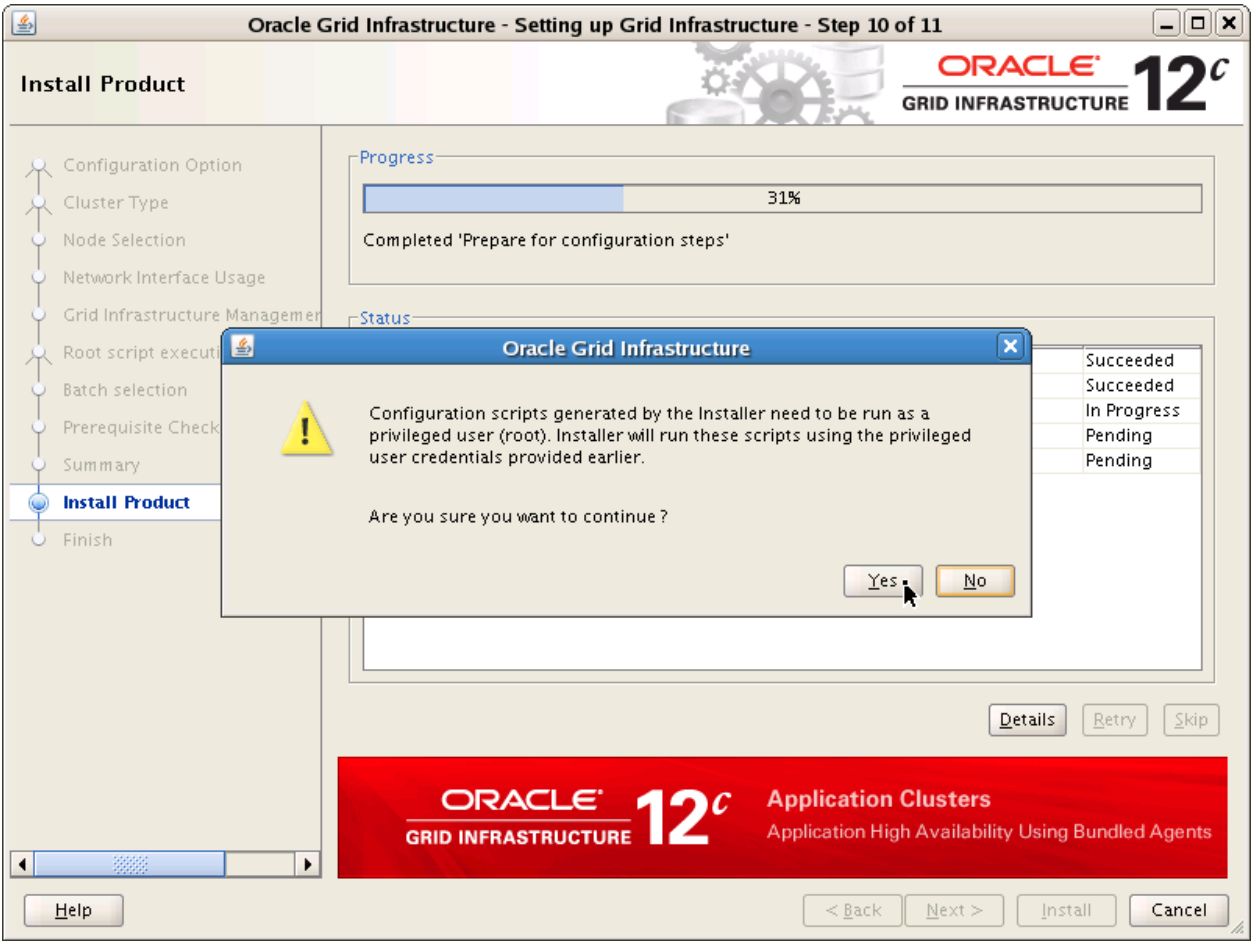 Oracle Grid Infrastructure - Setting up Grid Infrastructure - Step 10 of 11
Install Product
ORACLE
GRID INFRASTRUCTURE
12c
Configuration Option
Cluster Type
Node Selection
Network Interface Usage
Grid Infrastructure Managemer
Root script executi
Batch selection
Prerequisite Check
Summary
Install Product
Finish
Progress
31%
Completed 'Prepare for configuration steps'
Status
Succeeded
Succeeded
In Progress
Pending
Pending
Oracle Grid Infrastructure
Configuration scripts generated by the Installer need to be run as a
privileged user (root). Installer will run these scripts using the privileged
user credentials provided earlier.
Are you sure you want to continue ?
Yes
No
Details
Retry
Skip
ORACLE
GRID INFRASTRUCTURE
12c
Application Clusters
Application High Availability Using Bundled Agents
Help
< Back
Next >
Install
Cancel